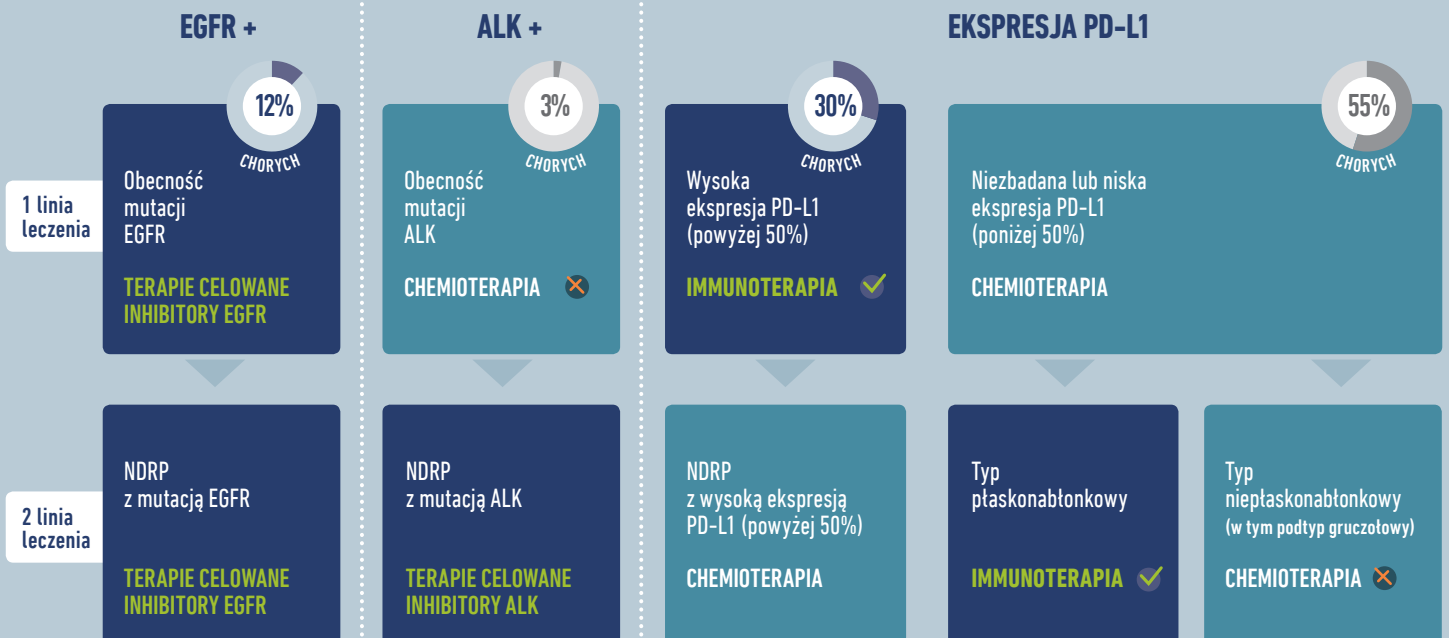 EGFR +
ALK +
EKSPRESJA PD-L1
1 linia
leczenia
12%
CHORYCH
Obecność
mutacji
EGFR
TERAPIE CELOWANE
INHIBITORY EGFR
3%
CHORYCH
Obecność
mutacji
ALK
CHEMIOTERAPIA
30%
CHORYCH
Wysoka
ekspresja PD-L1
(powyżej 50%)
IMMUNOTERAPIA
55%
CHORYCH
Niezbadana lub niska
ekspresja PD-L1
(poniżej 50%)
CHEMIOTERAPIA
2 linia
leczenia
NDRP
z mutacją EGFR
TERAPIE CELOWANE
INHIBITORY EGFR
NDRP
z mutacją ALK
TERAPIE CELOWANE
INHIBITORY ALK
NDRP
z wysoką ekspresją
PD-L1 (powyżej 50%)
CHEMIOTERAPIA
Typ
płaskonabłonkowy
IMMUNOTERAPIA
Typ
niepłaskonabłonkowy
(w tym podtyp gruczołowy)
CHEMIOTERAPIA